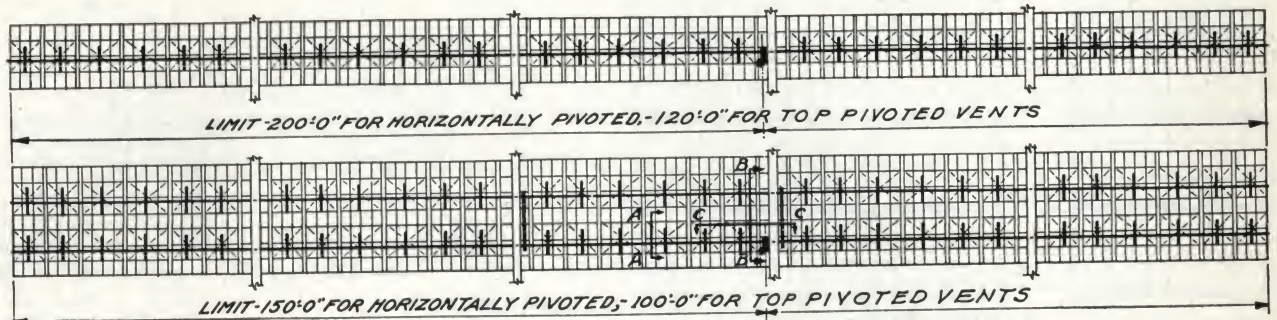 LIMIT-200'-0" FOR HORIZONTALLY PIVOTED.-120'-0" FOR TOP PIVOTED VENTS
B
A C C
A B
LIMIT-150'-0" FOR HORIZONTALLY PIVOTED,-100'-0" FOR TOP PIVOTED VENTS